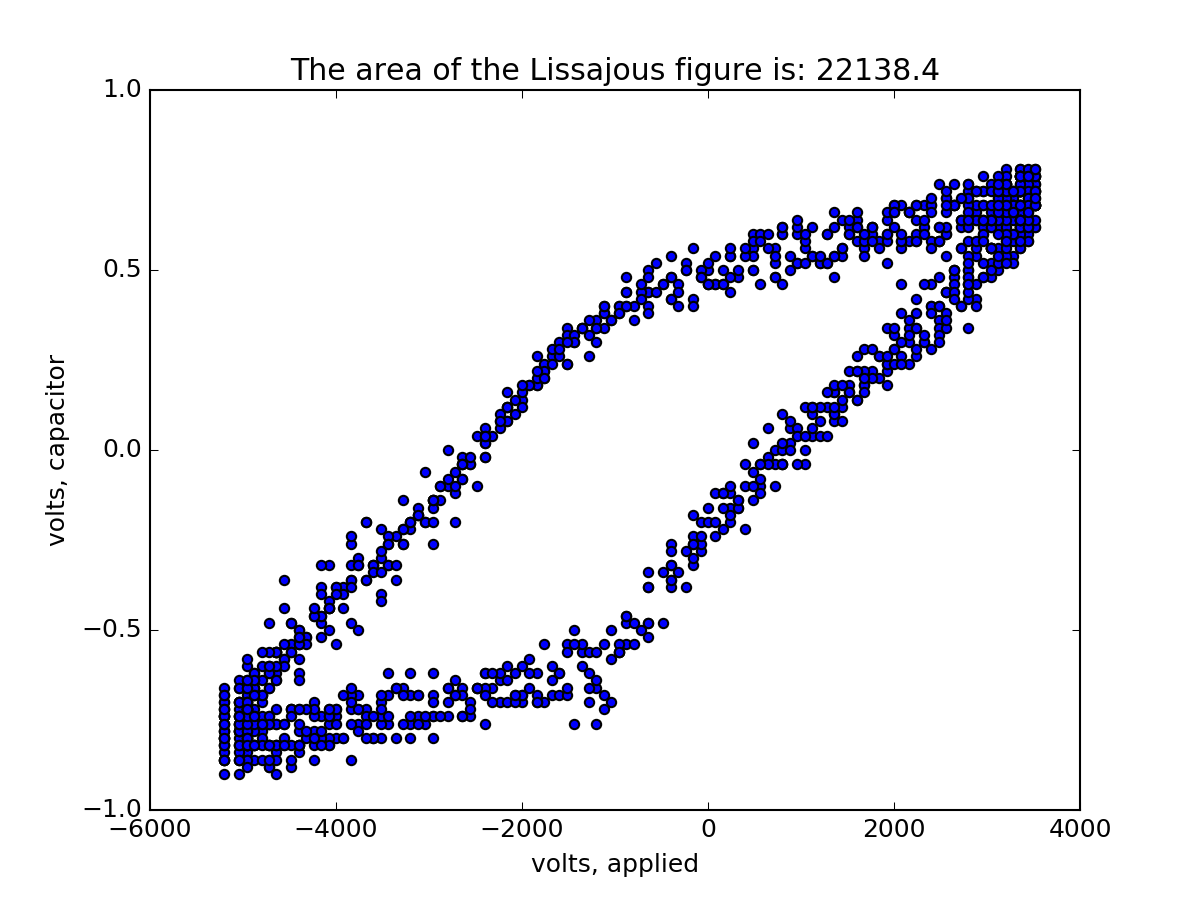 The area of the Lissajous figure is: 22138.4
1.0
0.5
0.0
−0.5
−1.0
volts, capacitor
−6000 −4000 −2000 0 2000 4000
volts, applied